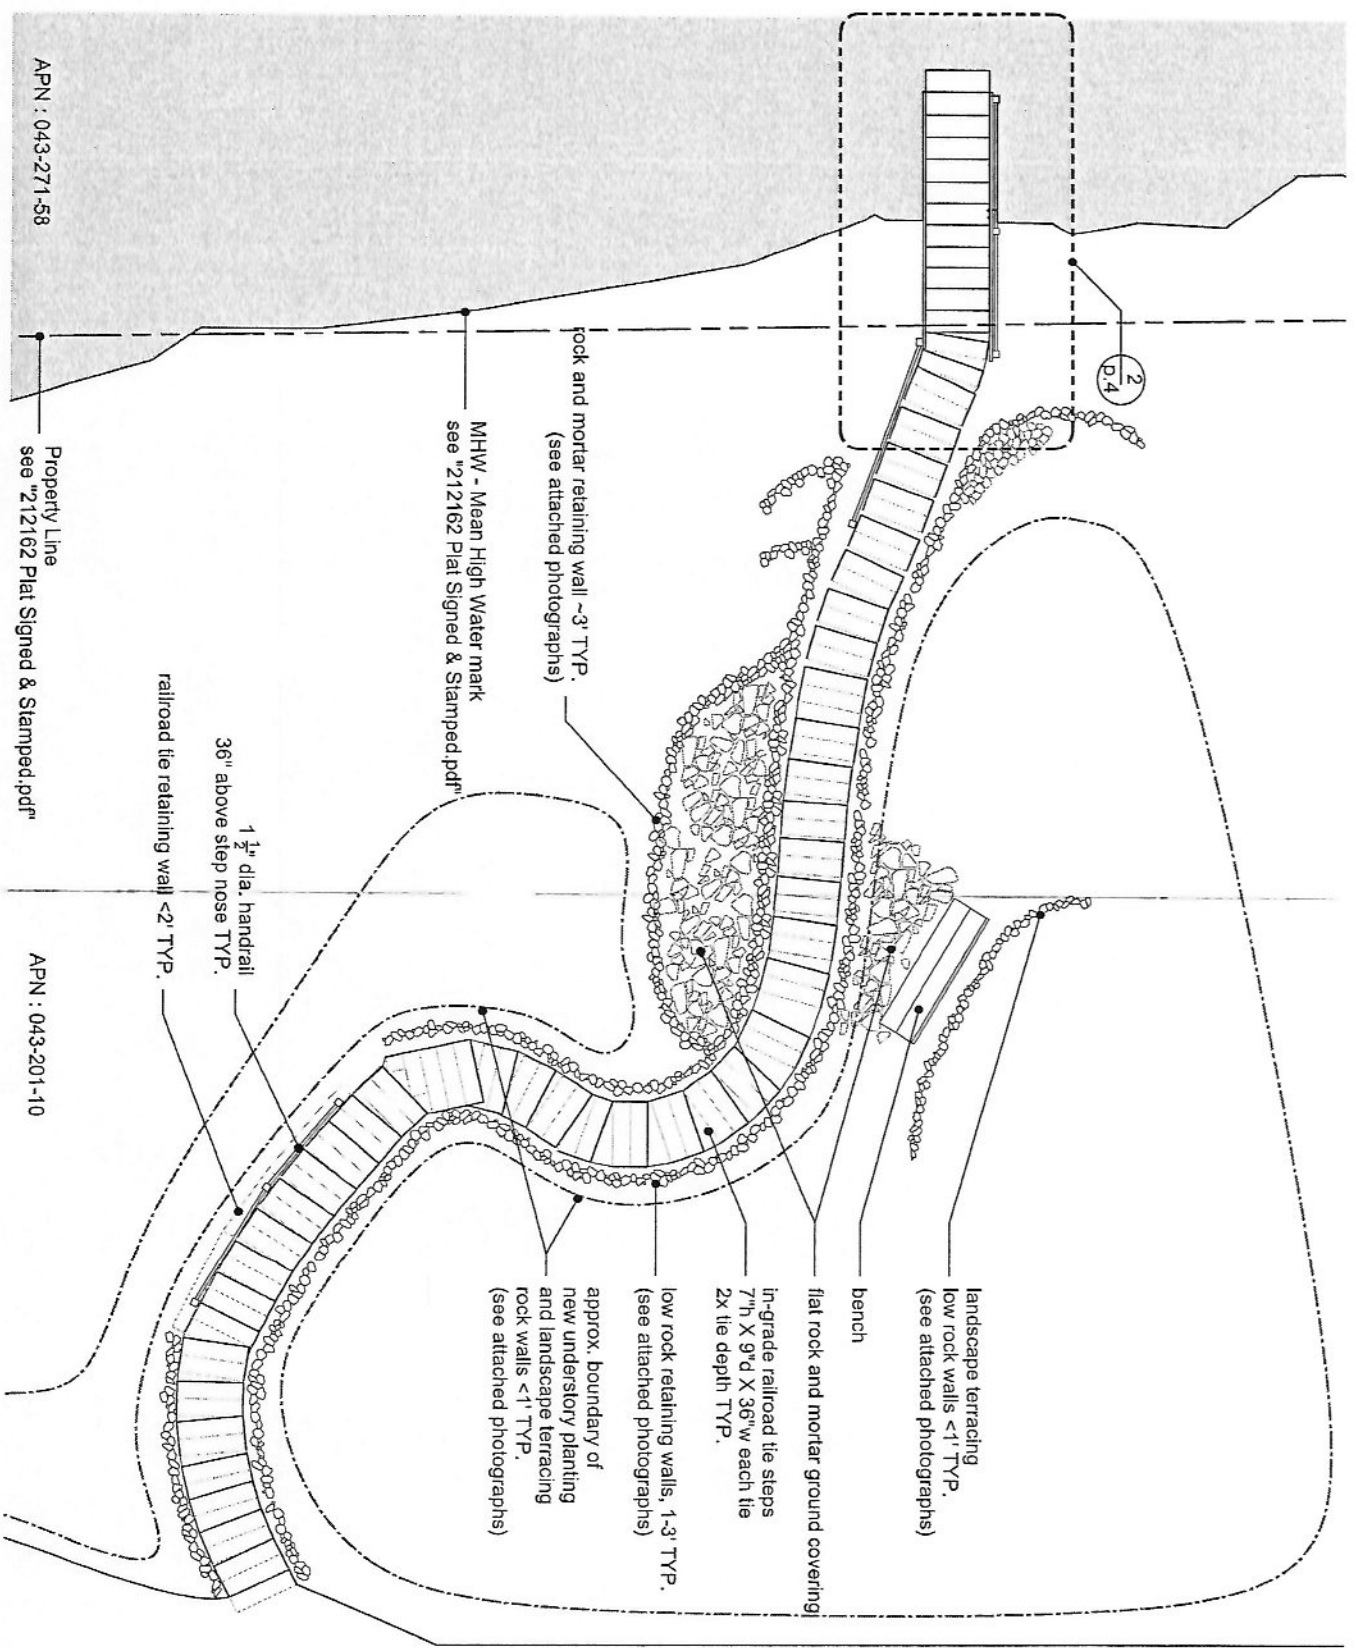 APN : 043-271-58
Property Line
see "212162 Plat Signed & Stamped.pdf"
MHW - Mean High Water mark
see "212162 Plat Signed & Stamped.pdf"
rock and mortar retaining wall ~3' TYP.
(see attached photographs)
2
p.4
railroad tie retaining wall <2' TYP.
1 1/2" dia. handrail
36" above step nose TYP.
APN : 043-201-10
landscape terracing
low rock walls <1' TYP.
(see attached photographs)
bench
flat rock and mortar ground covering
in-grade railroad tie steps
7"h X 9"d X 36"w each tie
2x tie depth TYP.
low rock retaining walls, 1-3' TYP.
(see attached photographs)
approx. boundary of
new understory planting
and landscape terracing
rock walls <1' TYP.
(see attached photographs)